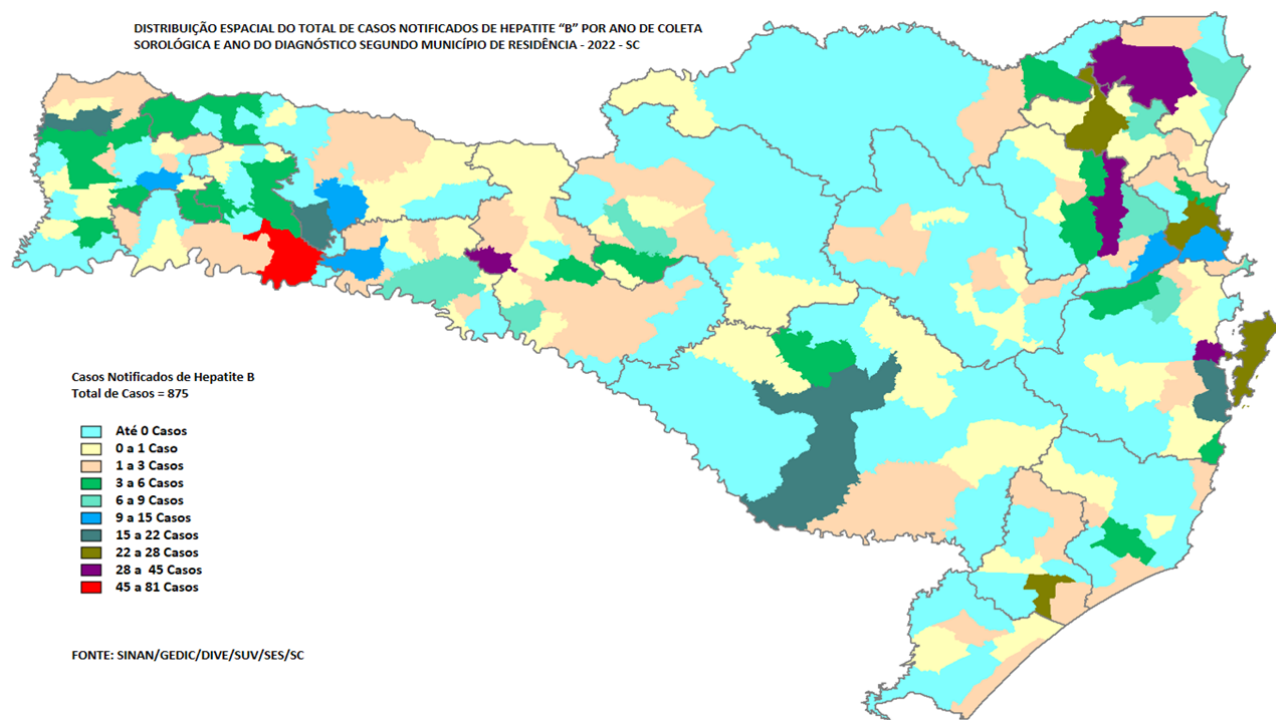 DISTRIBUIÇÃO ESPACIAL DO TOTAL DE CASOS NOTIFICADOS DE HEPATITE “B” POR ANO DE COLETA
SOROLÓGICA E ANO DO DIAGNÓSTICO SEGUNDO MUNICÍPIO DE RESIDÊNCIA - 2022 - SC
Casos Notificados de Hepatite B
Total de Casos = 875
Até 0 Casos
0 a 1 Caso
1 a 3 Casos
3 a 6 Casos
6 a 9 Casos
9 a 15 Casos
15 a 22 Casos
22 a 28 Casos
28 a 45 Casos
45 a 81 Casos
FONTE: SINAN/GEDIC/DIVE/SUV/SES/SC